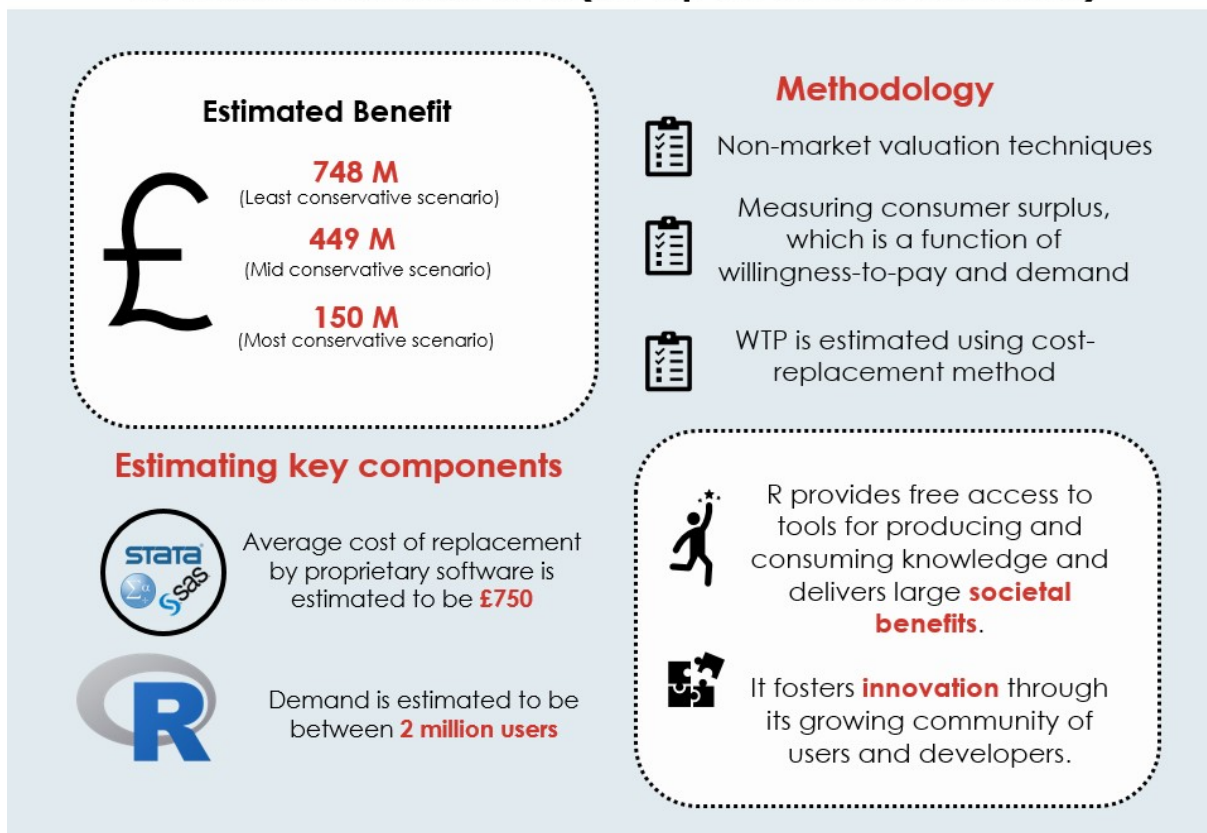 Estimated Benefit
£
748 M
(Least conservative scenario)
449 M
(Mid conservative scenario)
150 M
(Most conservative scenario)
Methodology
Non-market valuation techniques
Measuring consumer surplus,
which is a function of
willingness-to-pay and demand
WTP is estimated using cost-
replacement method
Estimating key components
STATA
Σα
sas
Average cost of replacement
by proprietary software is
estimated to be £750
R
Demand is estimated to be
between 2 million users
R provides free access to
tools for producing and
consuming knowledge and
delivers large societal
benefits.
It fosters innovation through
its growing community of
users and developers.